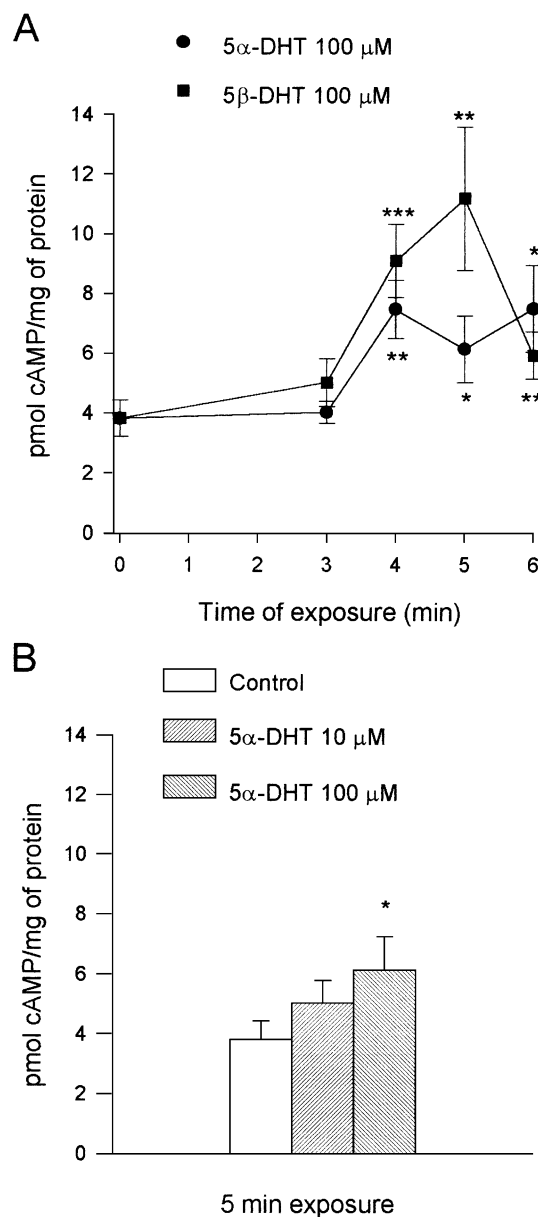 A
5α-DHT 100 μM
5β-DHT 100 μM
pmol cAMP/mg of protein
14
12
10
8
6
4
2
0
**
***
*
**
*
**
0 1 2 3 4 5 6
Time of exposure (min)
B
Control
5α-DHT 10 μM
5α-DHT 100 μM
pmol cAMP/mg of protein
14
12
10
8
6
4
2
0
*
5 min exposure